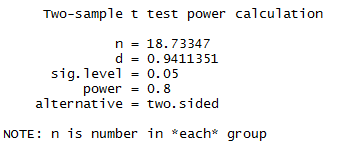 Two-sample t test power calculation
n = 18.73347
d = 0.9411351
sig.level = 0.05
power = 0.8
alternative = two.sided
NOTE: n is number in *each* group